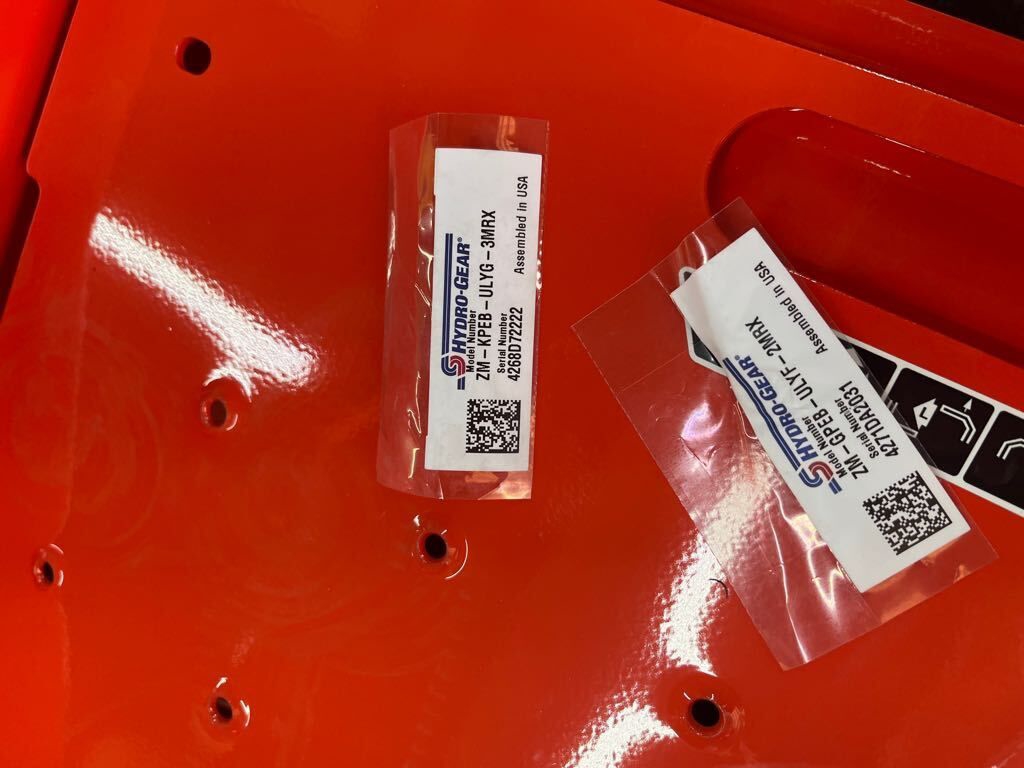 HYDRO-GEAR®
Model Number
ZM-KPEB-ULYG-3MRX
Serial Number
4268D72222
Assembled in USA
HYDRO-GEAR®
Model Number
ZM-GPEB-ULYF-2MRX
Serial Number
4271DA2031
Assembled in USA
L